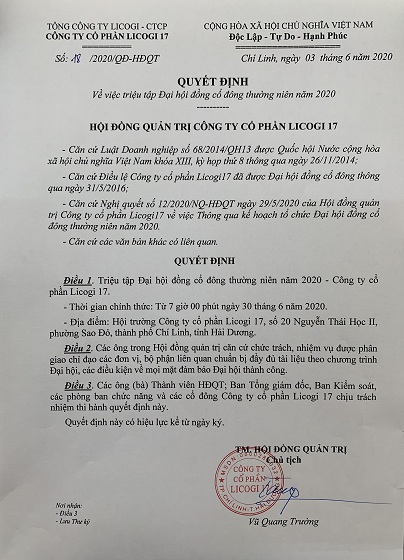 TỔNG CÔNG TY LICOGI - CTCP
CÔNG TY CỔ PHẦN LICOGI 17
CỘNG HÒA XÃ HỘI CHỦ NGHĨA VIỆT NAM
Độc Lập - Tự Do - Hạnh Phúc
Số: 18 /2020/QĐ-HĐQT
Chí Linh, ngày 03 tháng 6 năm 2020
QUYẾT ĐỊNH
Về việc triệu tập Đại hội đồng cổ đông thường niên năm 2020
HỘI ĐỒNG QUẢN TRỊ CÔNG TY CỔ PHẦN LICOGI 17
- Căn cứ Luật Doanh nghiệp số 68/2014/QH13 được Quốc hội Nước cộng hòa
xã hội chủ nghĩa Việt Nam khóa XIII, kỳ họp thứ 8 thông qua ngày 26/11/2014;
- Căn cứ Điều lệ Công ty cổ phần Licogi17 đã được Đại hội đồng cổ đông thông
qua ngày 31/5/2016;
- Căn cứ Nghị quyết số 12/2020/NQ-HĐQT ngày 29/5/2020 của Hội đồng quản
trị Công ty cổ phần Licogi17 về việc Thông qua kế hoạch tổ chức Đại hội đồng cổ
đông thường niên năm 2020.
- Căn cứ các văn bản khác có liên quan.
QUYẾT ĐỊNH
Điều 1. Triệu tập Đại hội đồng cổ đông thường niên năm 2020 - Công ty cổ
phần Licogi 17.
- Thời gian chính thức: Từ 7 giờ 00 phút ngày 30 tháng 6 năm 2020.
- Địa điểm: Hội trường Công ty cổ phần Licogi 17, số 20 Nguyễn Thái Học II,
phường Sao Đỏ, thành phố Chí Linh, tỉnh Hải Dương.
Điều 2. Các ông trong Hội đồng quản trị căn cứ chức trách, nhiệm vụ được phân
giao chỉ đạo các đơn vị, bộ phận liên quan chuẩn bị đầy đủ tài liệu theo chương trình
Đại hội, các điều kiện về mọi mặt đảm bảo Đại hội thành công.
Điều 3. Các ông (bà) Thành viên HĐQT; Ban Tổng giám đốc, Ban Kiểm soát,
các phòng ban chức năng và các cổ đông Công ty cổ phần Licogi 17 chịu trách
nhiệm thi hành quyết định này.
Quyết định này có hiệu lực kể từ ngày ký.
TM. HỘI ĐỒNG QUẢN TRỊ
Chủ tịch
CÔNG TY
CỔ PHẦN
LICOGI 17
Nơi nhận:
- Điều 3
- Lưu Thư ký
Vũ Quang Trưởng